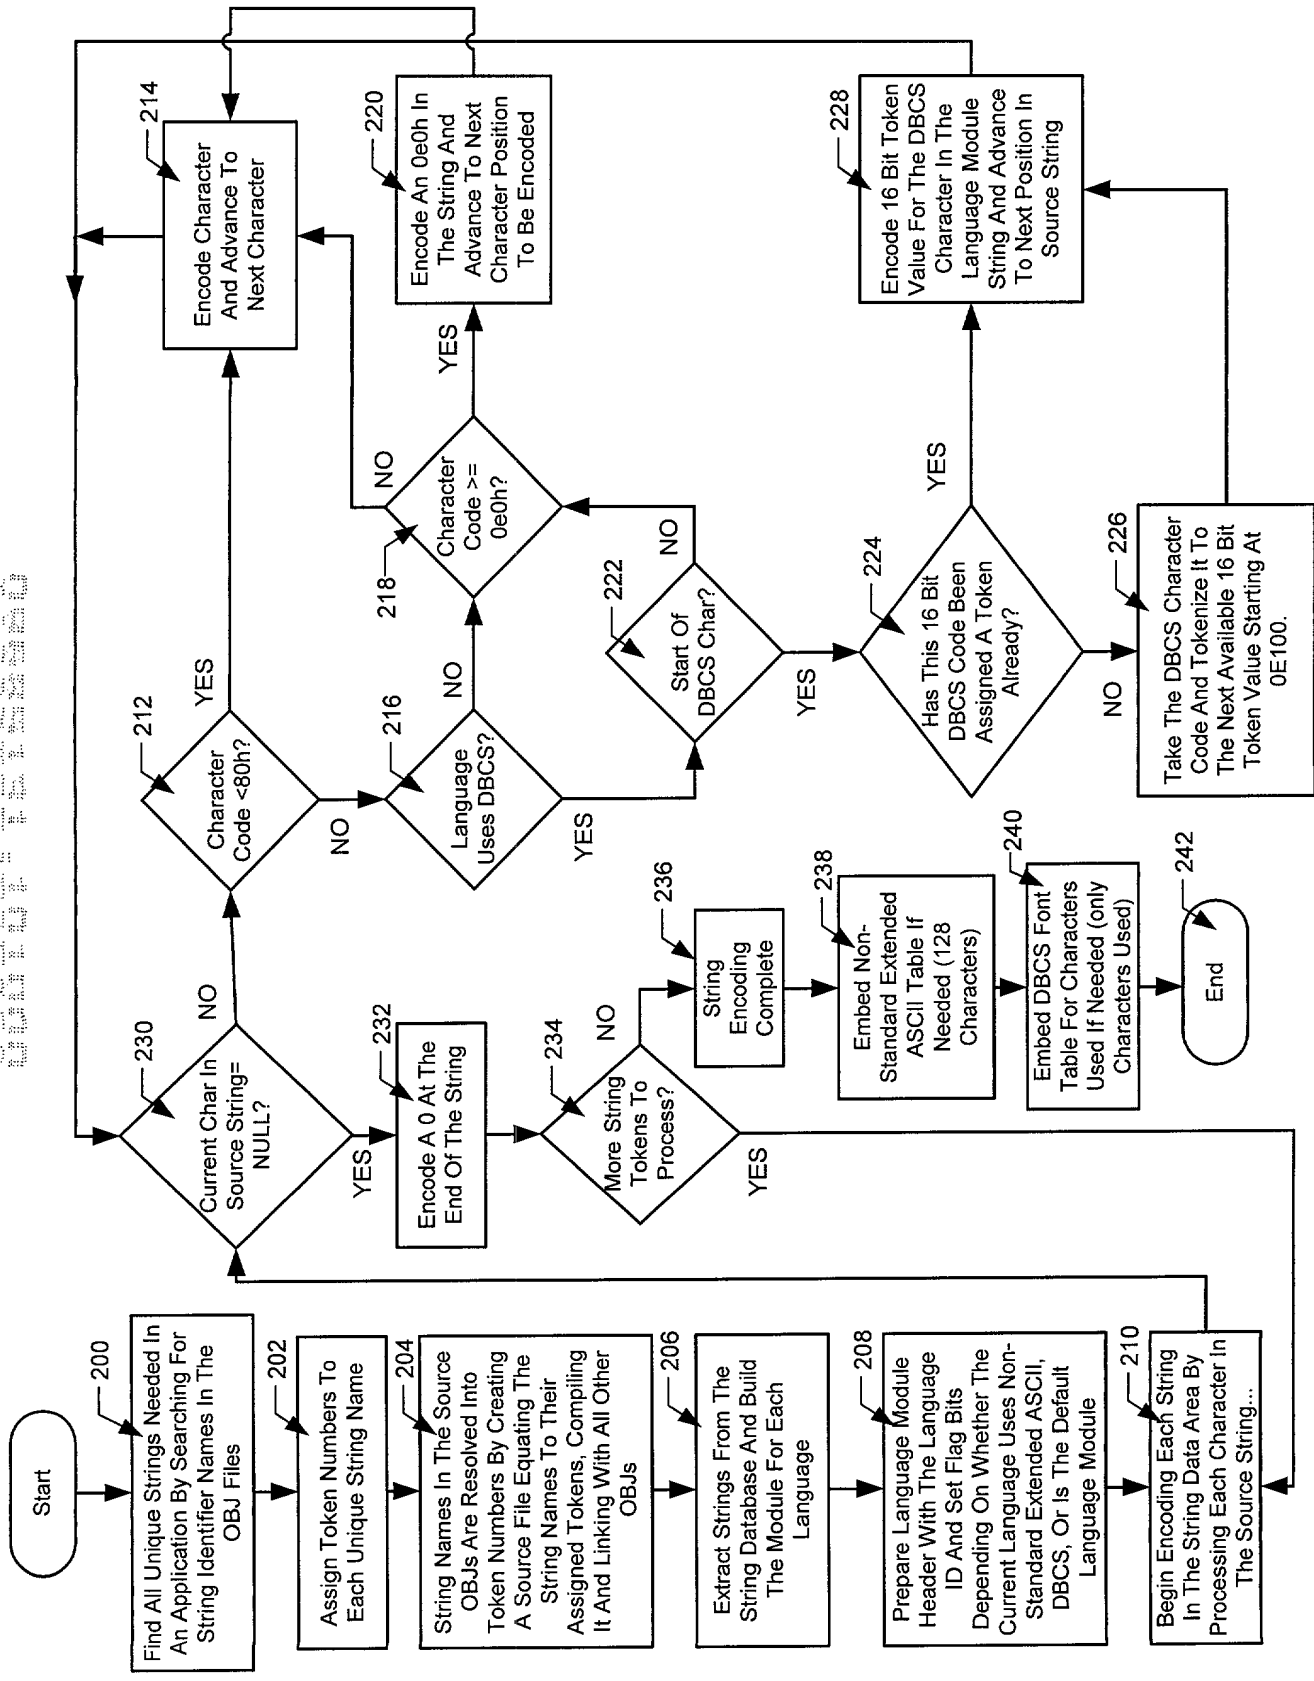 Start
200
Find All Unique Strings Needed In
An Application By Searching For
String Identifier Names In The
OBJ Files
202
Assign Token Numbers To
Each Unique String Name
204
String Names In The Source
OBJs Are Resolved Into
Token Numbers By Creating
A Source File Equating The
String Names To Their
Assigned Tokens, Compiling
It And Linking With All Other
OBJs
206
Extract Strings From The
String Database And Build
The Module For Each
Language
208
Prepare Language Module
Header With The Language
ID And Set Flag Bits
Depending On Whether The
Current Language Uses Non-
Standard Extended ASCII,
DBCS, Or Is The Default
Language Module
210
Begin Encoding Each String
In The String Data Area By
Processing Each Character In
The Source String...
230
Current Char In
Source String=
NULL?
NO
YES
232
Encode A 0 At The
End Of The String
234
More String
Tokens To
Process?
NO
YES
236
String
Encoding
Complete
238
Embed Non-
Standard Extended
ASCII Table If
Needed (128
Characters)
240
Embed DBCS Font
Table For Characters
Used If Needed (only
Characters Used)
242
End
212
Character
Code <80h?
YES
NO
214
Encode Character
And Advance To
Next Character
216
Language
Uses DBCS?
NO
YES
218
Character
Code >=
0e0h?
NO
YES
220
Encode An 0e0h In
The String And
Advance To Next
Character Position
To Be Encoded
222
Start Of
DBCS Char?
NO
YES
224
Has This 16 Bit
DBCS Code Been
Assigned A Token
Already?
YES
NO
226
Take The DBCS Character
Code And Tokenize It To
The Next Available 16 Bit
Token Value Starting At
0E100.
228
Encode 16 Bit Token
Value For The DBCS
Character In The
Language Module
String And Advance
To Next Position In
Source String